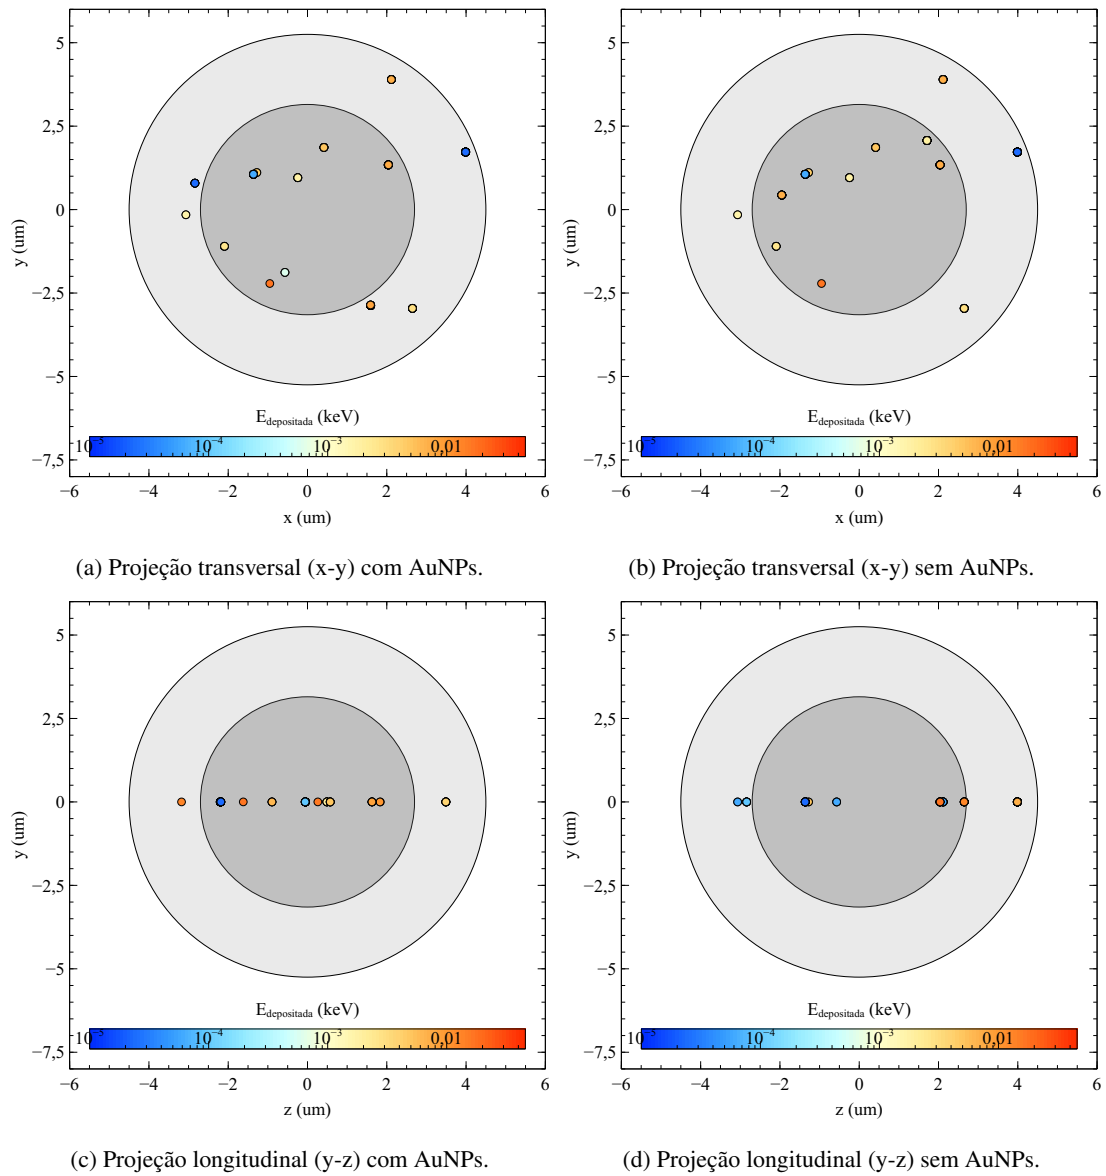 5
2,5
0
−2,5
−5
−7,5
y (um)
E_depositada (keV)
10^-5 10^-4 10^-3 0,01
−6 −4 −2 0 2 4 6
x (um)
(a) Projeção transversal (x-y) com AuNPs.
5
2,5
0
−2,5
−5
−7,5
y (um)
E_depositada (keV)
10^-5 10^-4 10^-3 0,01
−6 −4 −2 0 2 4 6
x (um)
(b) Projeção transversal (x-y) sem AuNPs.
5
2,5
0
−2,5
−5
−7,5
y (um)
E_depositada (keV)
10^-5 10^-4 10^-3 0,01
−6 −4 −2 0 2 4 6
z (um)
(c) Projeção longitudinal (y-z) com AuNPs.
5
2,5
0
−2,5
−5
−7,5
y (um)
E_depositada (keV)
10^-5 10^-4 10^-3 0,01
−6 −4 −2 0 2 4 6
z (um)
(d) Projeção longitudinal (y-z) sem AuNPs.